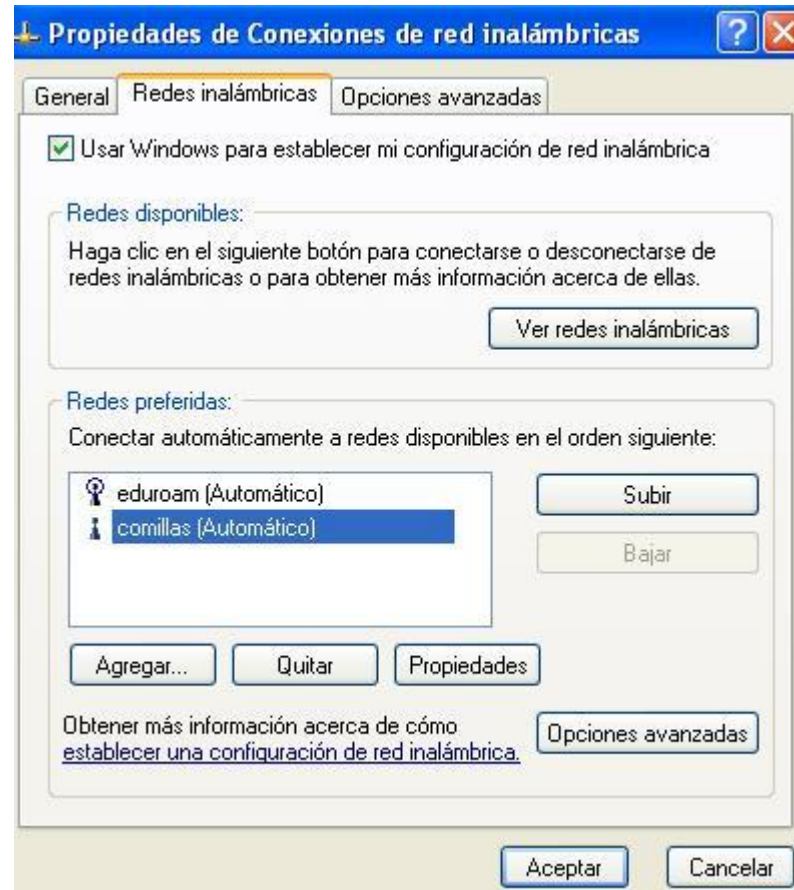 Propiedades de Conexiones de red inalámbricas
?
General
Redes inalámbricas
Opciones avanzadas
Usar Windows para establecer mi configuración de red inalámbrica
Redes disponibles:
Haga clic en el siguiente botón para conectarse o desconectarse de
redes inalámbricas o para obtener más información acerca de ellas.
Ver redes inalámbricas
Redes preferidas:
Conectar automáticamente a redes disponibles en el orden siguiente:
eduroam (Automático)
comillas (Automático)
Subir
Bajar
Agregar...
Quitar
Propiedades
Obtener más información acerca de cómo
establecer una configuración de red inalámbrica.
Opciones avanzadas
Aceptar
Cancelar